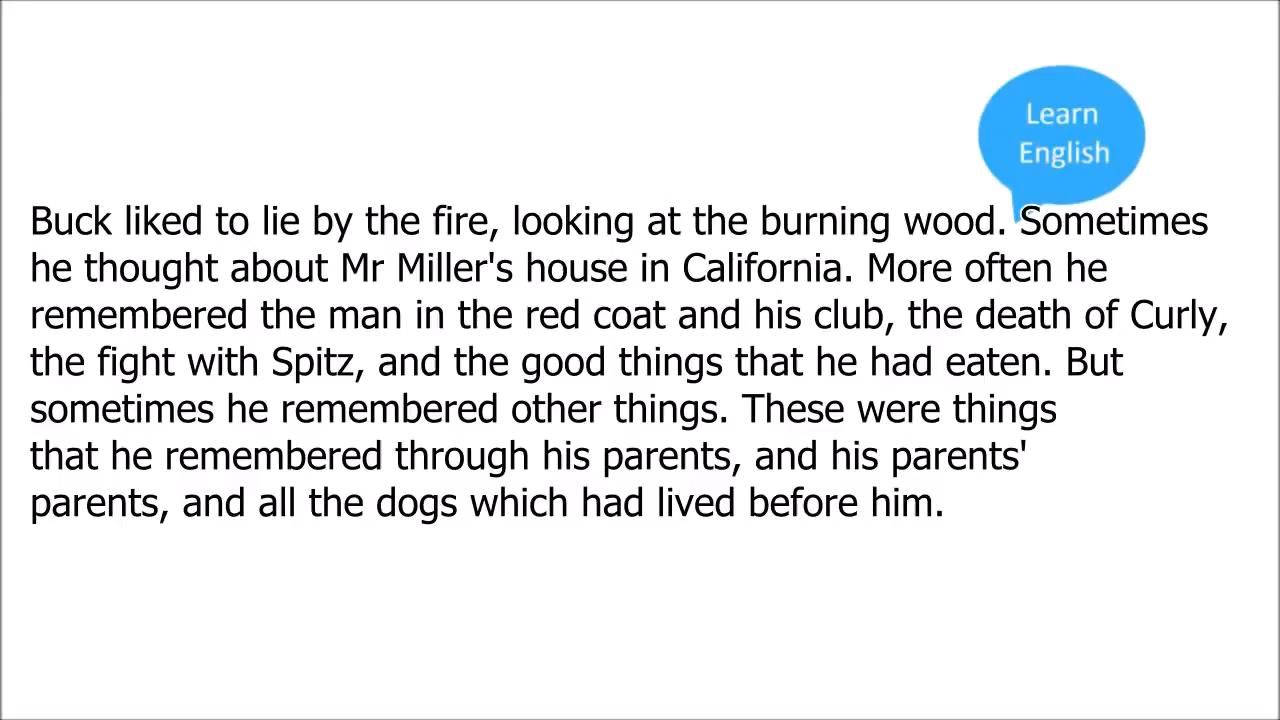 Learn
English
Buck liked to lie by the fire, looking at the burning wood. Sometimes
he thought about Mr Miller's house in California. More often he
remembered the man in the red coat and his club, the death of Curly,
the fight with Spitz, and the good things that he had eaten. But
sometimes he remembered other things. These were things
that he remembered through his parents, and his parents'
parents, and all the dogs which had lived before him.